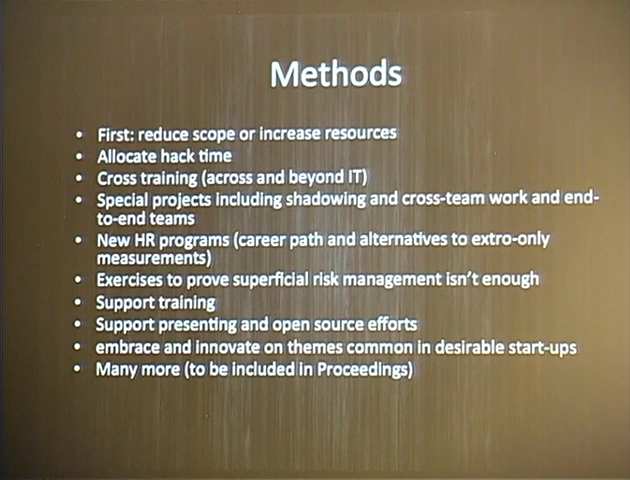 Methods
• First: reduce scope or increase resources
• Allocate hack time
• Cross training (across and beyond IT)
• Special projects including shadowing and cross-team work and end-
to-end teams
• New HR programs (career path and alternatives to extro-only
measurements)
• Exercises to prove superficial risk management isn't enough
• Support training
• Support presenting and open source efforts
• embrace and innovate on themes common in desirable start-ups
• Many more (to be included in Proceedings)